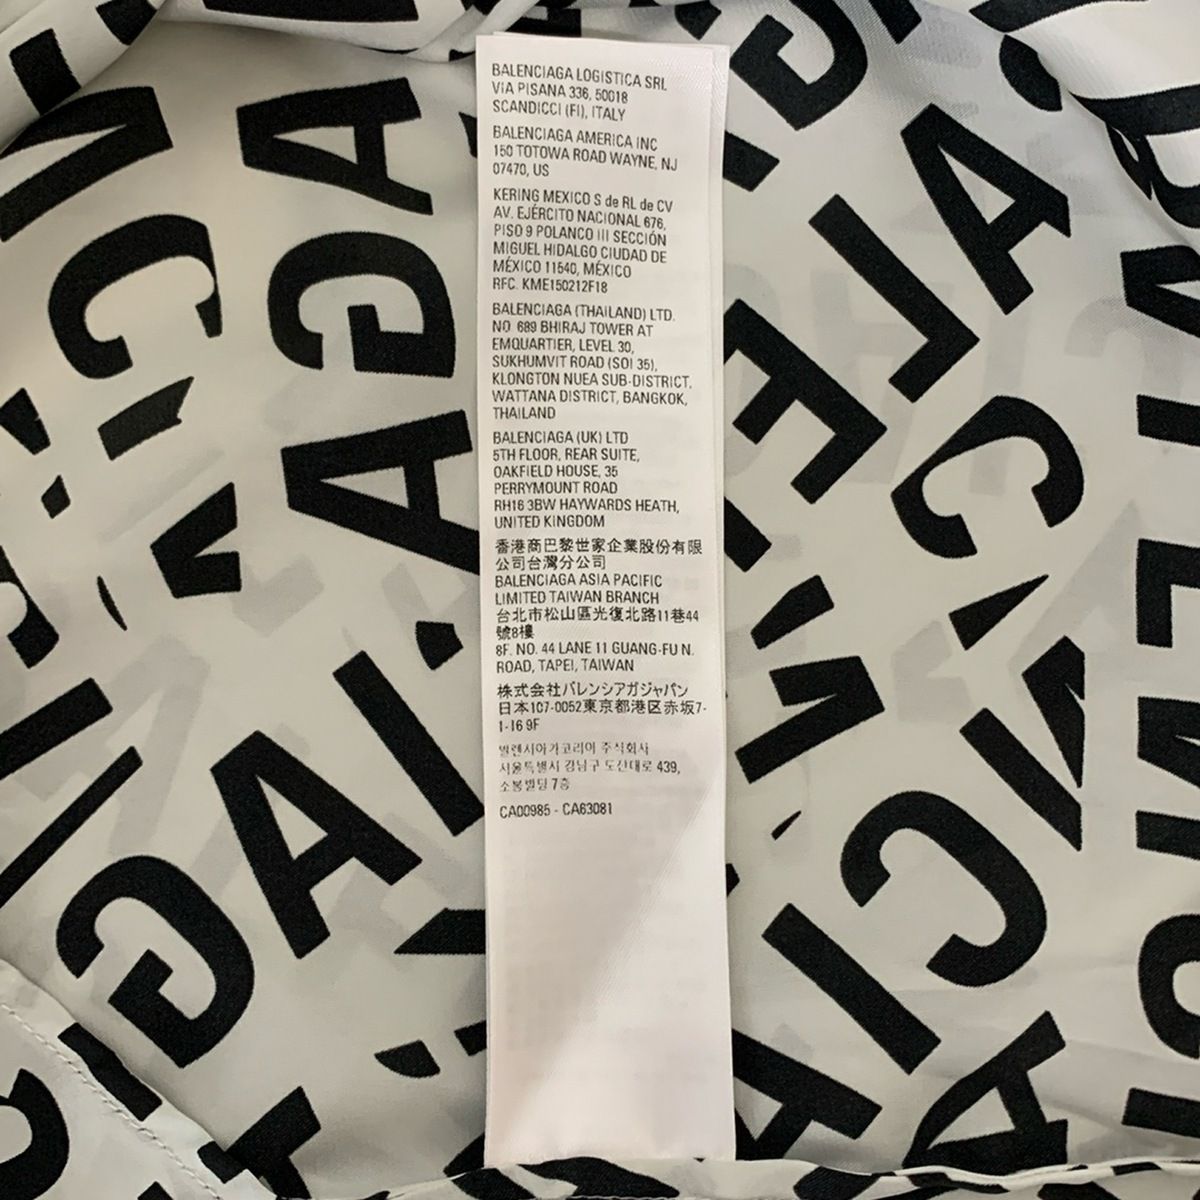 BALENCIAGA LOGISTICA SRL
VIA PISANA 336, 50018
SCANDICCI (FI), ITALY
BALENCIAGA AMERICA INC
150 TOTOWA ROAD WAYNE, NJ
07470, US
KERING MEXICO S de RL de CV
AV. EJÉRCITO NACIONAL 676,
PISO 9 POLANCO III SECCIÓN
MIGUEL HIDALGO CIUDAD DE
MÉXICO 11540, MÉXICO
RFC. KME150212F18
BALENCIAGA (THAILAND) LTD.
NO. 689 BHIRAJ TOWER AT
EMQUARTIER, LEVEL 30,
SUKHUMVIT ROAD (SOI 35),
KLONGTON NUEA SUB-DISTRICT,
WATTANA DISTRICT, BANGKOK,
THAILAND
BALENCIAGA (UK) LTD
5TH FLOOR, REAR SUITE,
OAKFIELD HOUSE, 35
PERRYMOUNT ROAD
RH16 3BW HAYWARDS HEATH,
UNITED KINGDOM
香港商巴黎世家企業股份有限
公司台灣分公司
BALENCIAGA ASIA PACIFIC
LIMITED TAIWAN BRANCH
台北市松山區光復北路11巷44
號8樓
8F. NO. 44 LANE 11 GUANG-FU N.
ROAD, TAPEI, TAIWAN
株式会社バレンシアガジャパン
日本107-0052東京都港区赤坂7-
1-16 9F
발렌시아가코리아 주식회사
서울특별시 강남구 도산대로 439,
소봉빌딩 7층
CA00985 - CA63081